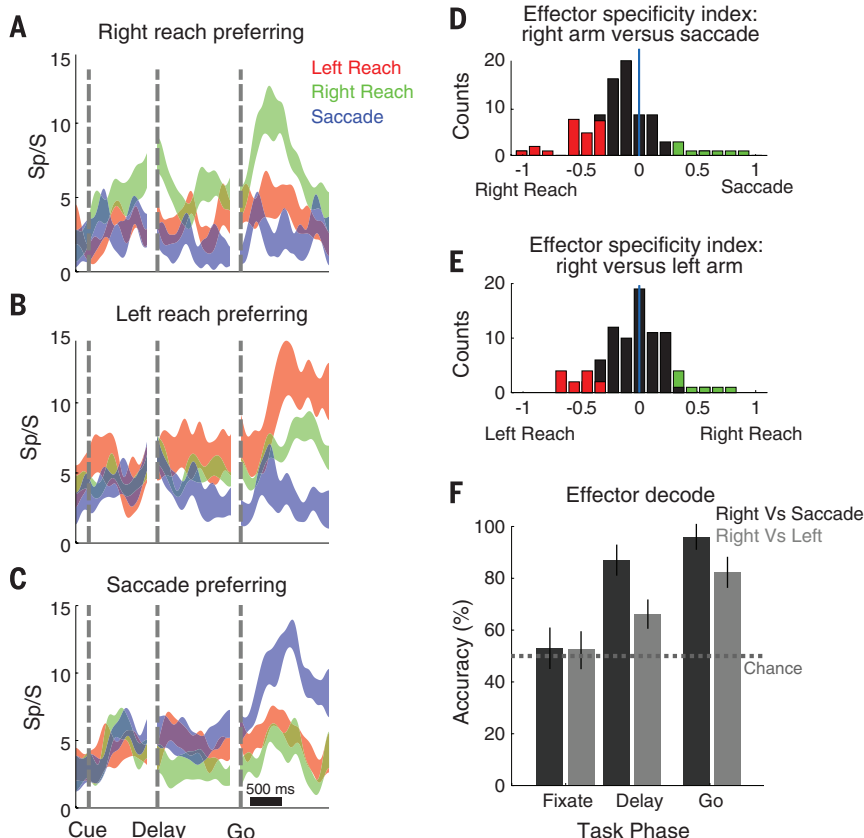 A
Right reach preferring
15
10
5
0
Sp/S
Left Reach
Right Reach
Saccade
B
Left reach preferring
15
10
5
0
Sp/S
C
Saccade preferring
15
10
5
0
Sp/S
500 ms
Cue Delay Go
D
Effector specificity index:
right arm versus saccade
20
10
0
Counts
-1 -0.5 0 0.5 1
Right Reach Saccade
E
Effector specificity index:
right versus left arm
20
10
0
Counts
-1 -0.5 0 0.5 1
Left Reach Right Reach
F
Effector decode
Right Vs Saccade
Right Vs Left
100
80
60
40
20
0
Accuracy (%)
Chance
Fixate Delay Go
Task Phase